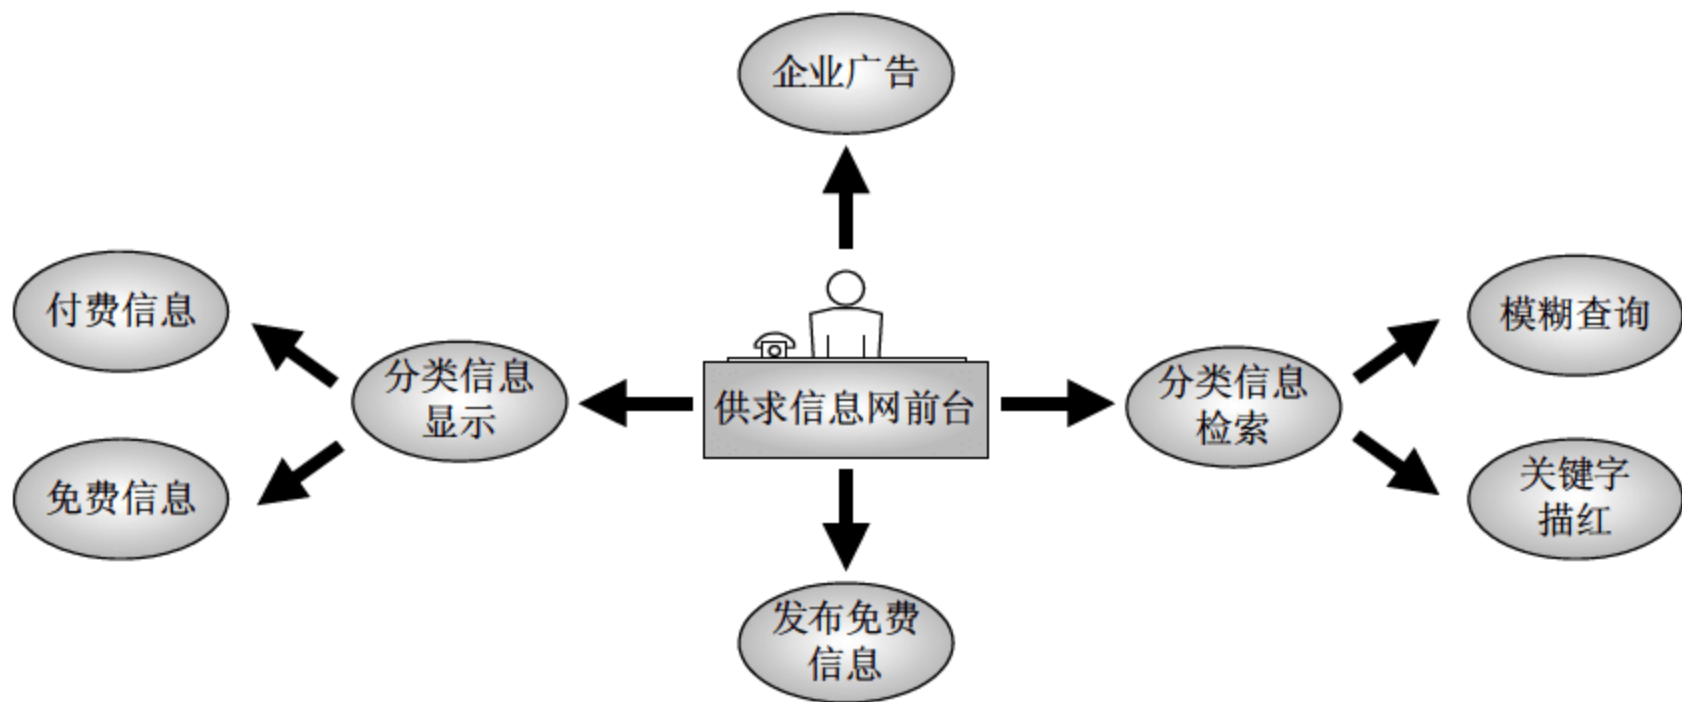 企业广告
付费信息
模糊查询
分类信息
显示
供求信息网前台
分类信息
检索
免费信息
关键字
描红
发布免费
信息